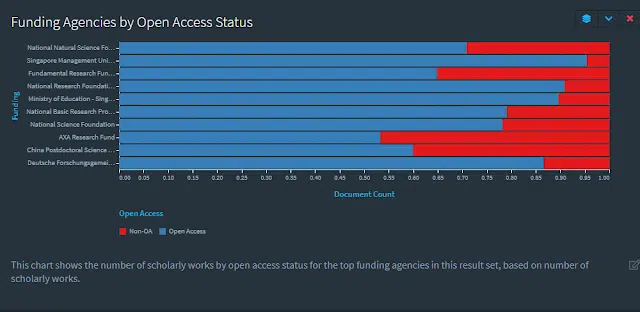 Funding Agencies by Open Access Status
Funding
National Natural Science Fo...
Singapore Management Uni...
Fundamental Research Fun...
National Research Foundati...
Ministry of Education - Sing...
National Basic Research Pro...
National Science Foundation
AXA Research Fund
China Postdoctoral Science ...
Deutsche Forschungsgemei...
0.00 0.05 0.10 0.15 0.20 0.25 0.30 0.35 0.40 0.45 0.50 0.55 0.60 0.65 0.70 0.75 0.80 0.85 0.90 0.95 1.00
Document Count
Open Access
Non-OA Open Access
This chart shows the number of scholarly works by open access status for the top funding agencies in this result set, based on number of
scholarly works.